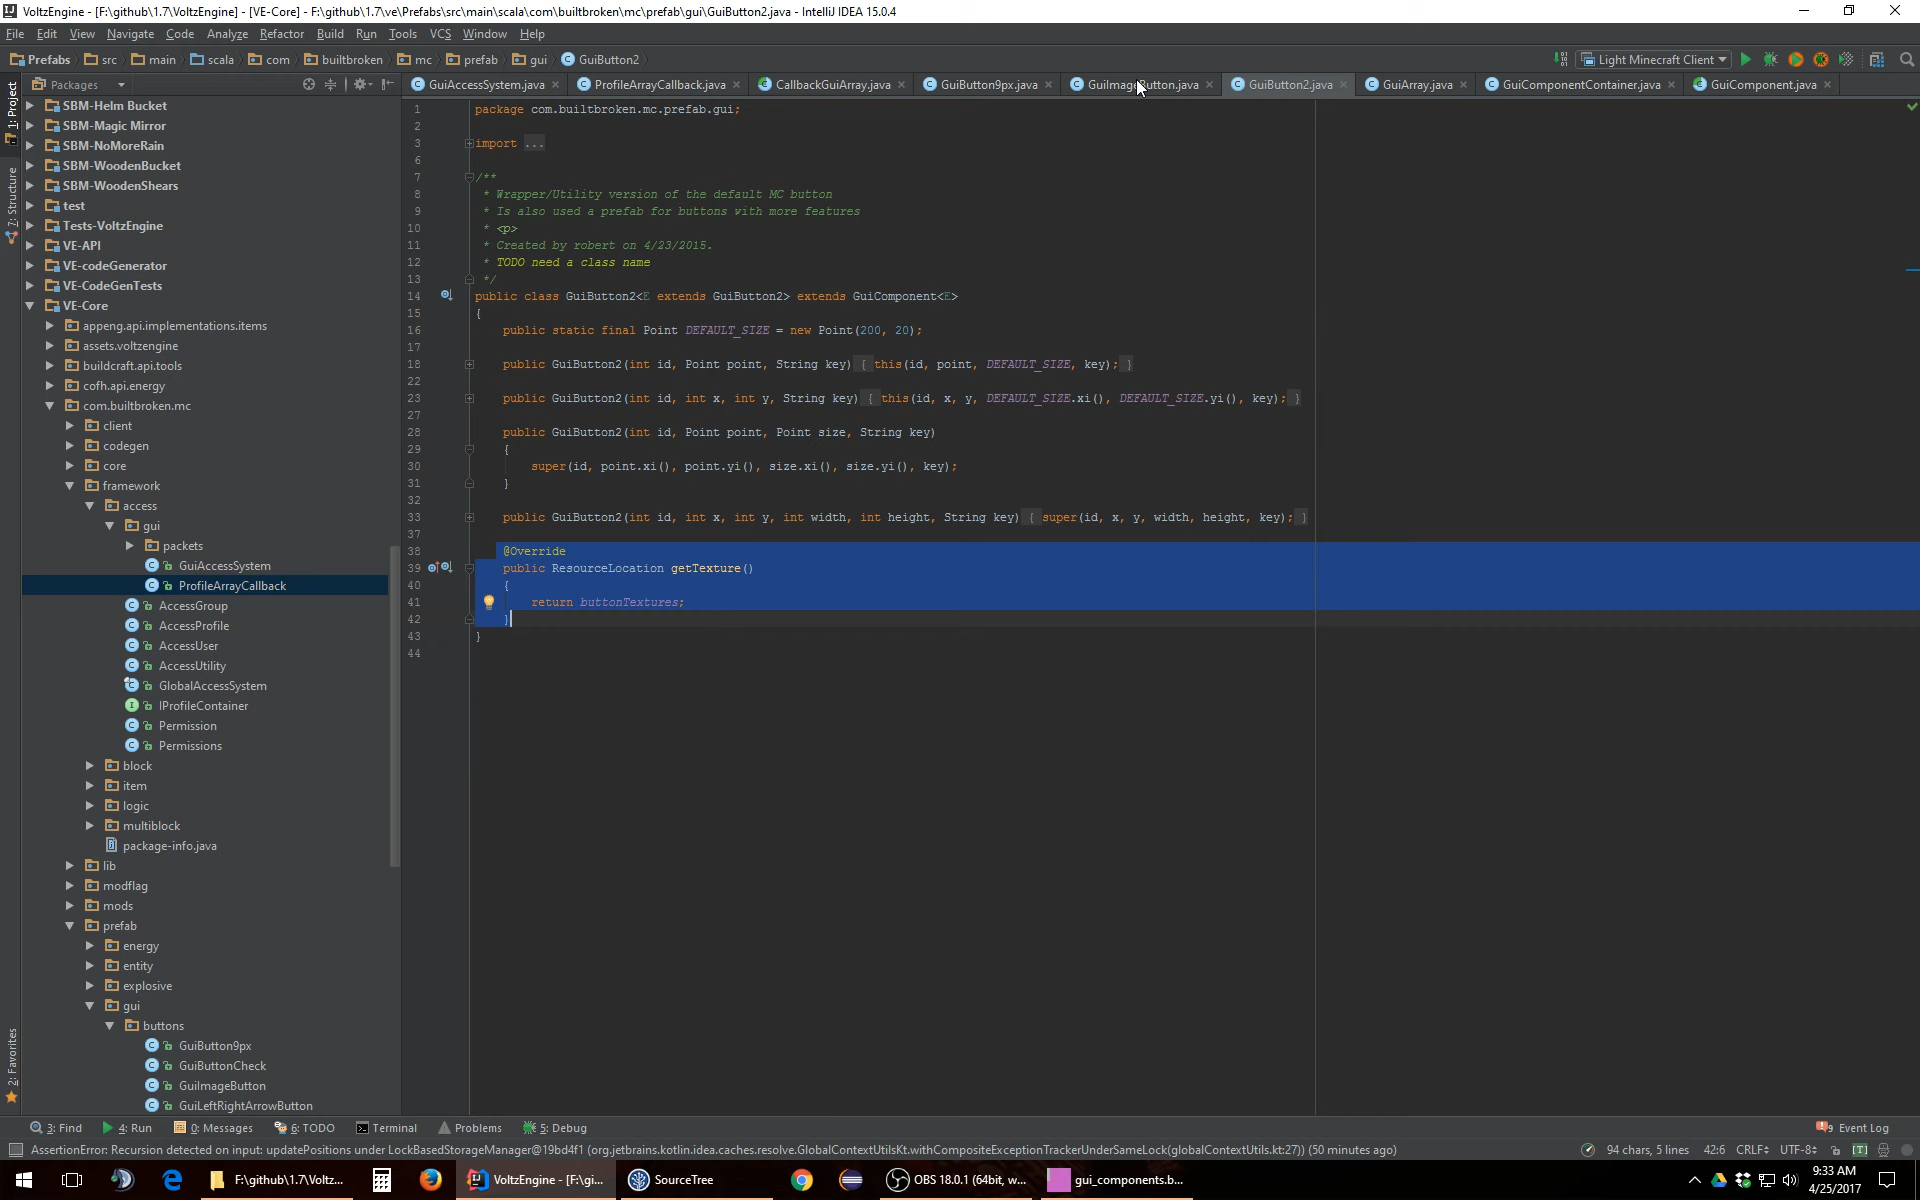 VoltzEngine - [F:\github\1.7\VoltzEngine] - [VE-Core] - F:\github\1.7\ve\Prefabs\src\main\scala\com\builtbroken\mc\prefab\gui\GuiButton2.java - IntelliJ IDEA 15.0.4
File Edit View Navigate Code Analyze Refactor Build Run Tools VCS Window Help
Prefabs src main scala com builtbroken mc prefab gui GuiButton2
Light Minecraft Client
Packages
GuiAccessSystem.java ProfileArrayCallback.java CallbackGuiArray.java GuiButton9px.java GuiImageButton.java GuiButton2.java GuiArray.java GuiComponentContainer.java GuiComponent.java
1: Project
7: Structure
2: Favorites
SBM-Helm Bucket
SBM-Magic Mirror
SBM-NoMoreRain
SBM-WoodenBucket
SBM-WoodenShears
test
Tests-VoltzEngine
VE-API
VE-codeGenerator
VE-CodeGenTests
VE-Core
appeng.api.implementations.items
assets.voltzengine
buildcraft.api.tools
cofh.api.energy
com.builtbroken.mc
client
codegen
core
framework
access
gui
packets
GuiAccessSystem
ProfileArrayCallback
AccessGroup
AccessProfile
AccessUser
AccessUtility
GlobalAccessSystem
IProfileContainer
Permission
Permissions
block
item
logic
multiblock
package-info.java
lib
modflag
mods
prefab
energy
entity
explosive
gui
buttons
GuiButton9px
GuiButtonCheck
GuiImageButton
GuiLeftRightArrowButton
1 package com.builtbroken.mc.prefab.gui;
2
3 import ...
6
7 /**
8 * Wrapper/Utility version of the default MC button
9 * Is also used a prefab for buttons with more features
10 * <p>
11 * Created by robert on 4/23/2015.
12 * TODO need a class name
13 */
14 public class GuiButton2<E extends GuiButton2> extends GuiComponent<E>
15 {
16 public static final Point DEFAULT_SIZE = new Point(200, 20);
17
18 public GuiButton2(int id, Point point, String key) { this(id, point, DEFAULT_SIZE, key); }
22
23 public GuiButton2(int id, int x, int y, String key) { this(id, x, y, DEFAULT_SIZE.xi(), DEFAULT_SIZE.yi(), key); }
27
28 public GuiButton2(int id, Point point, Point size, String key)
29 {
30 super(id, point.xi(), point.yi(), size.xi(), size.yi(), key);
31 }
32
33 public GuiButton2(int id, int x, int y, int width, int height, String key) { super(id, x, y, width, height, key); }
37
38 @Override
39 public ResourceLocation getTexture()
40 {
41 return buttonTextures;
42 }
43 }
44
3: Find 4: Run 0: Messages 6: TODO Terminal Problems 5: Debug 9 Event Log
AssertionError: Recursion detected on input: updatePositions under LockBasedStorageManager@19bd4f1 (org.jetbrains.kotlin.idea.caches.resolve.GlobalContextUtilsKt.withCompositeExceptionTrackerUnderSameLock(globalContextUtils.kt:27)) (50 minutes ago) 94 chars, 5 lines 42:6 CRLF UTF-8 [T]
F:\github\1.7\Voltz... VoltzEngine - [F:\gi... SourceTree OBS 18.0.1 (64bit, w... gui_components.b... 9:33 AM
4/25/2017